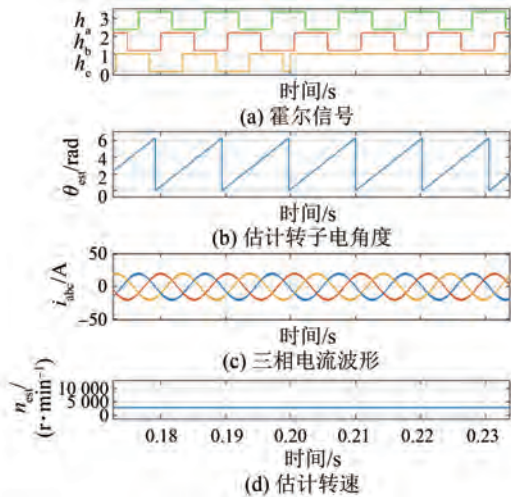 h_a
h_b
h_c
3
2
1
0
时间/s
(a) 霍尔信号
θ_est/rad
6
4
2
0
时间/s
(b) 估计转子电角度
i_abc/A
50
0
-50
时间/s
(c) 三相电流波形
n_est/
(r·min⁻¹)
10 000
5 000
0
0.18 0.19 0.20 0.21 0.22 0.23
时间/s
(d) 估计转速